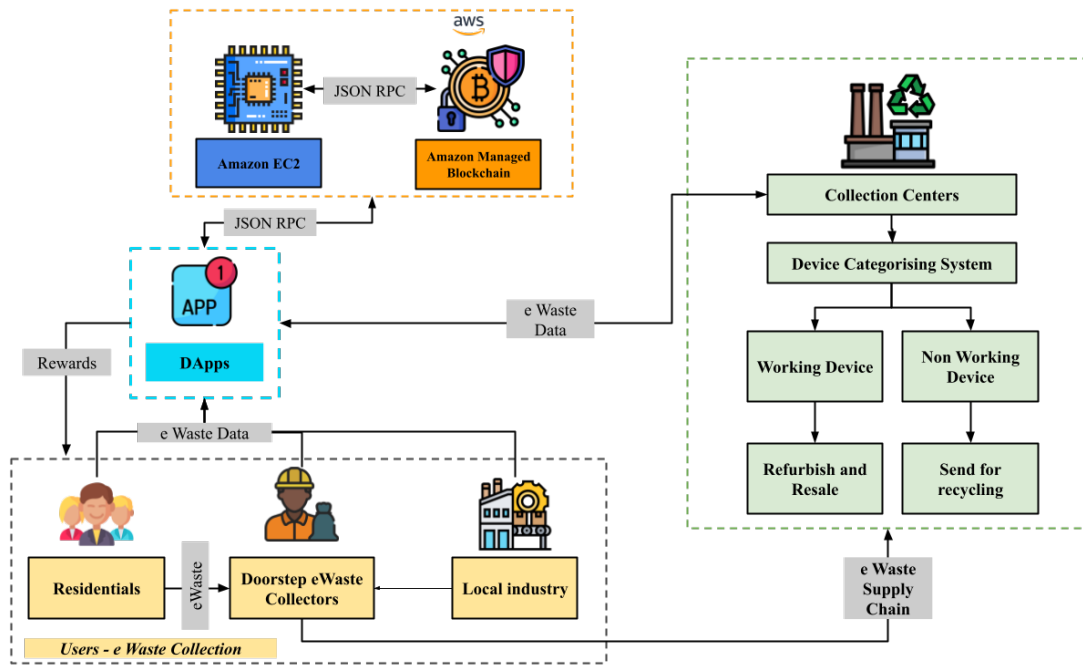 aws
JSON RPC
Amazon EC2
Amazon Managed
Blockchain
JSON RPC
1
APP
DApps
Rewards
e Waste
Data
e Waste Data
Collection Centers
Device Categorising System
Working Device
Non Working
Device
Refurbish and
Resale
Send for
recycling
Residentials
eWaste
Doorstep eWaste
Collectors
Local industry
Users - e Waste Collection
e Waste
Supply
Chain